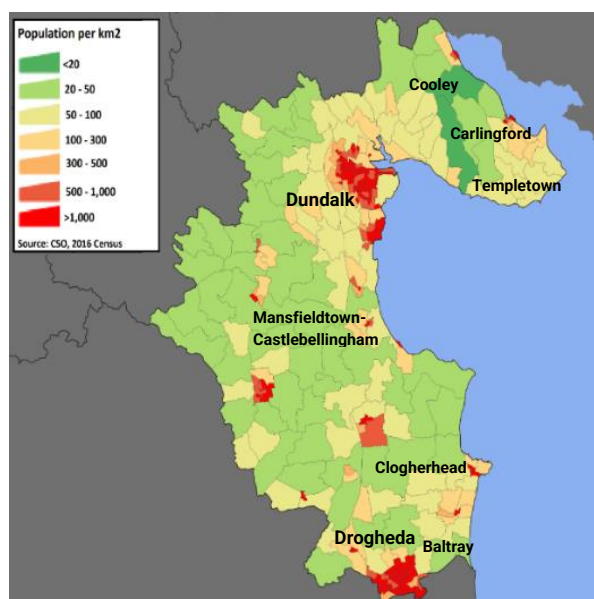 Population per km2
<20
20 - 50
50 - 100
100 - 300
300 - 500
500 - 1,000
>1,000
Source: CSO, 2016 Census
Cooley
Carlingford
Templetown
Dundalk
Mansfieldtown-
Castlebellingham
Clogherhead
Drogheda
Baltray